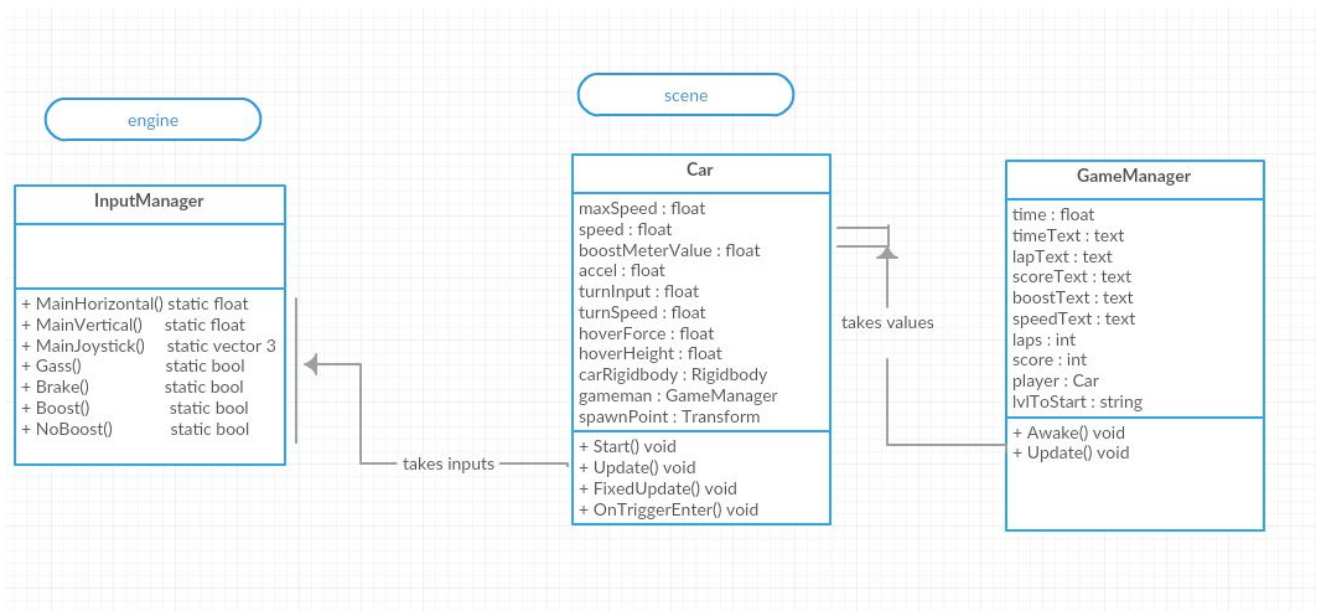 engine
scene
InputManager
+ MainHorizontal() static float
+ MainVertical() static float
+ MainJoystick() static vector 3
+ Gass() static bool
+ Brake() static bool
+ Boost() static bool
+ NoBoost() static bool
takes inputs
Car
maxSpeed : float
speed : float
boostMeterValue : float
accel : float
turnInput : float
turnSpeed : float
hoverForce : float
hoverHeight : float
carRigidbody : Rigidbody
gameman : GameManager
spawnPoint : Transform
+ Start() void
+ Update() void
+ FixedUpdate() void
+ OnTriggerEnter() void
takes values
GameManager
time : float
timeText : text
lapText : text
scoreText : text
boostText : text
speedText : text
laps : int
score : int
player : Car
lvlToStart : string
+ Awake() void
+ Update() void